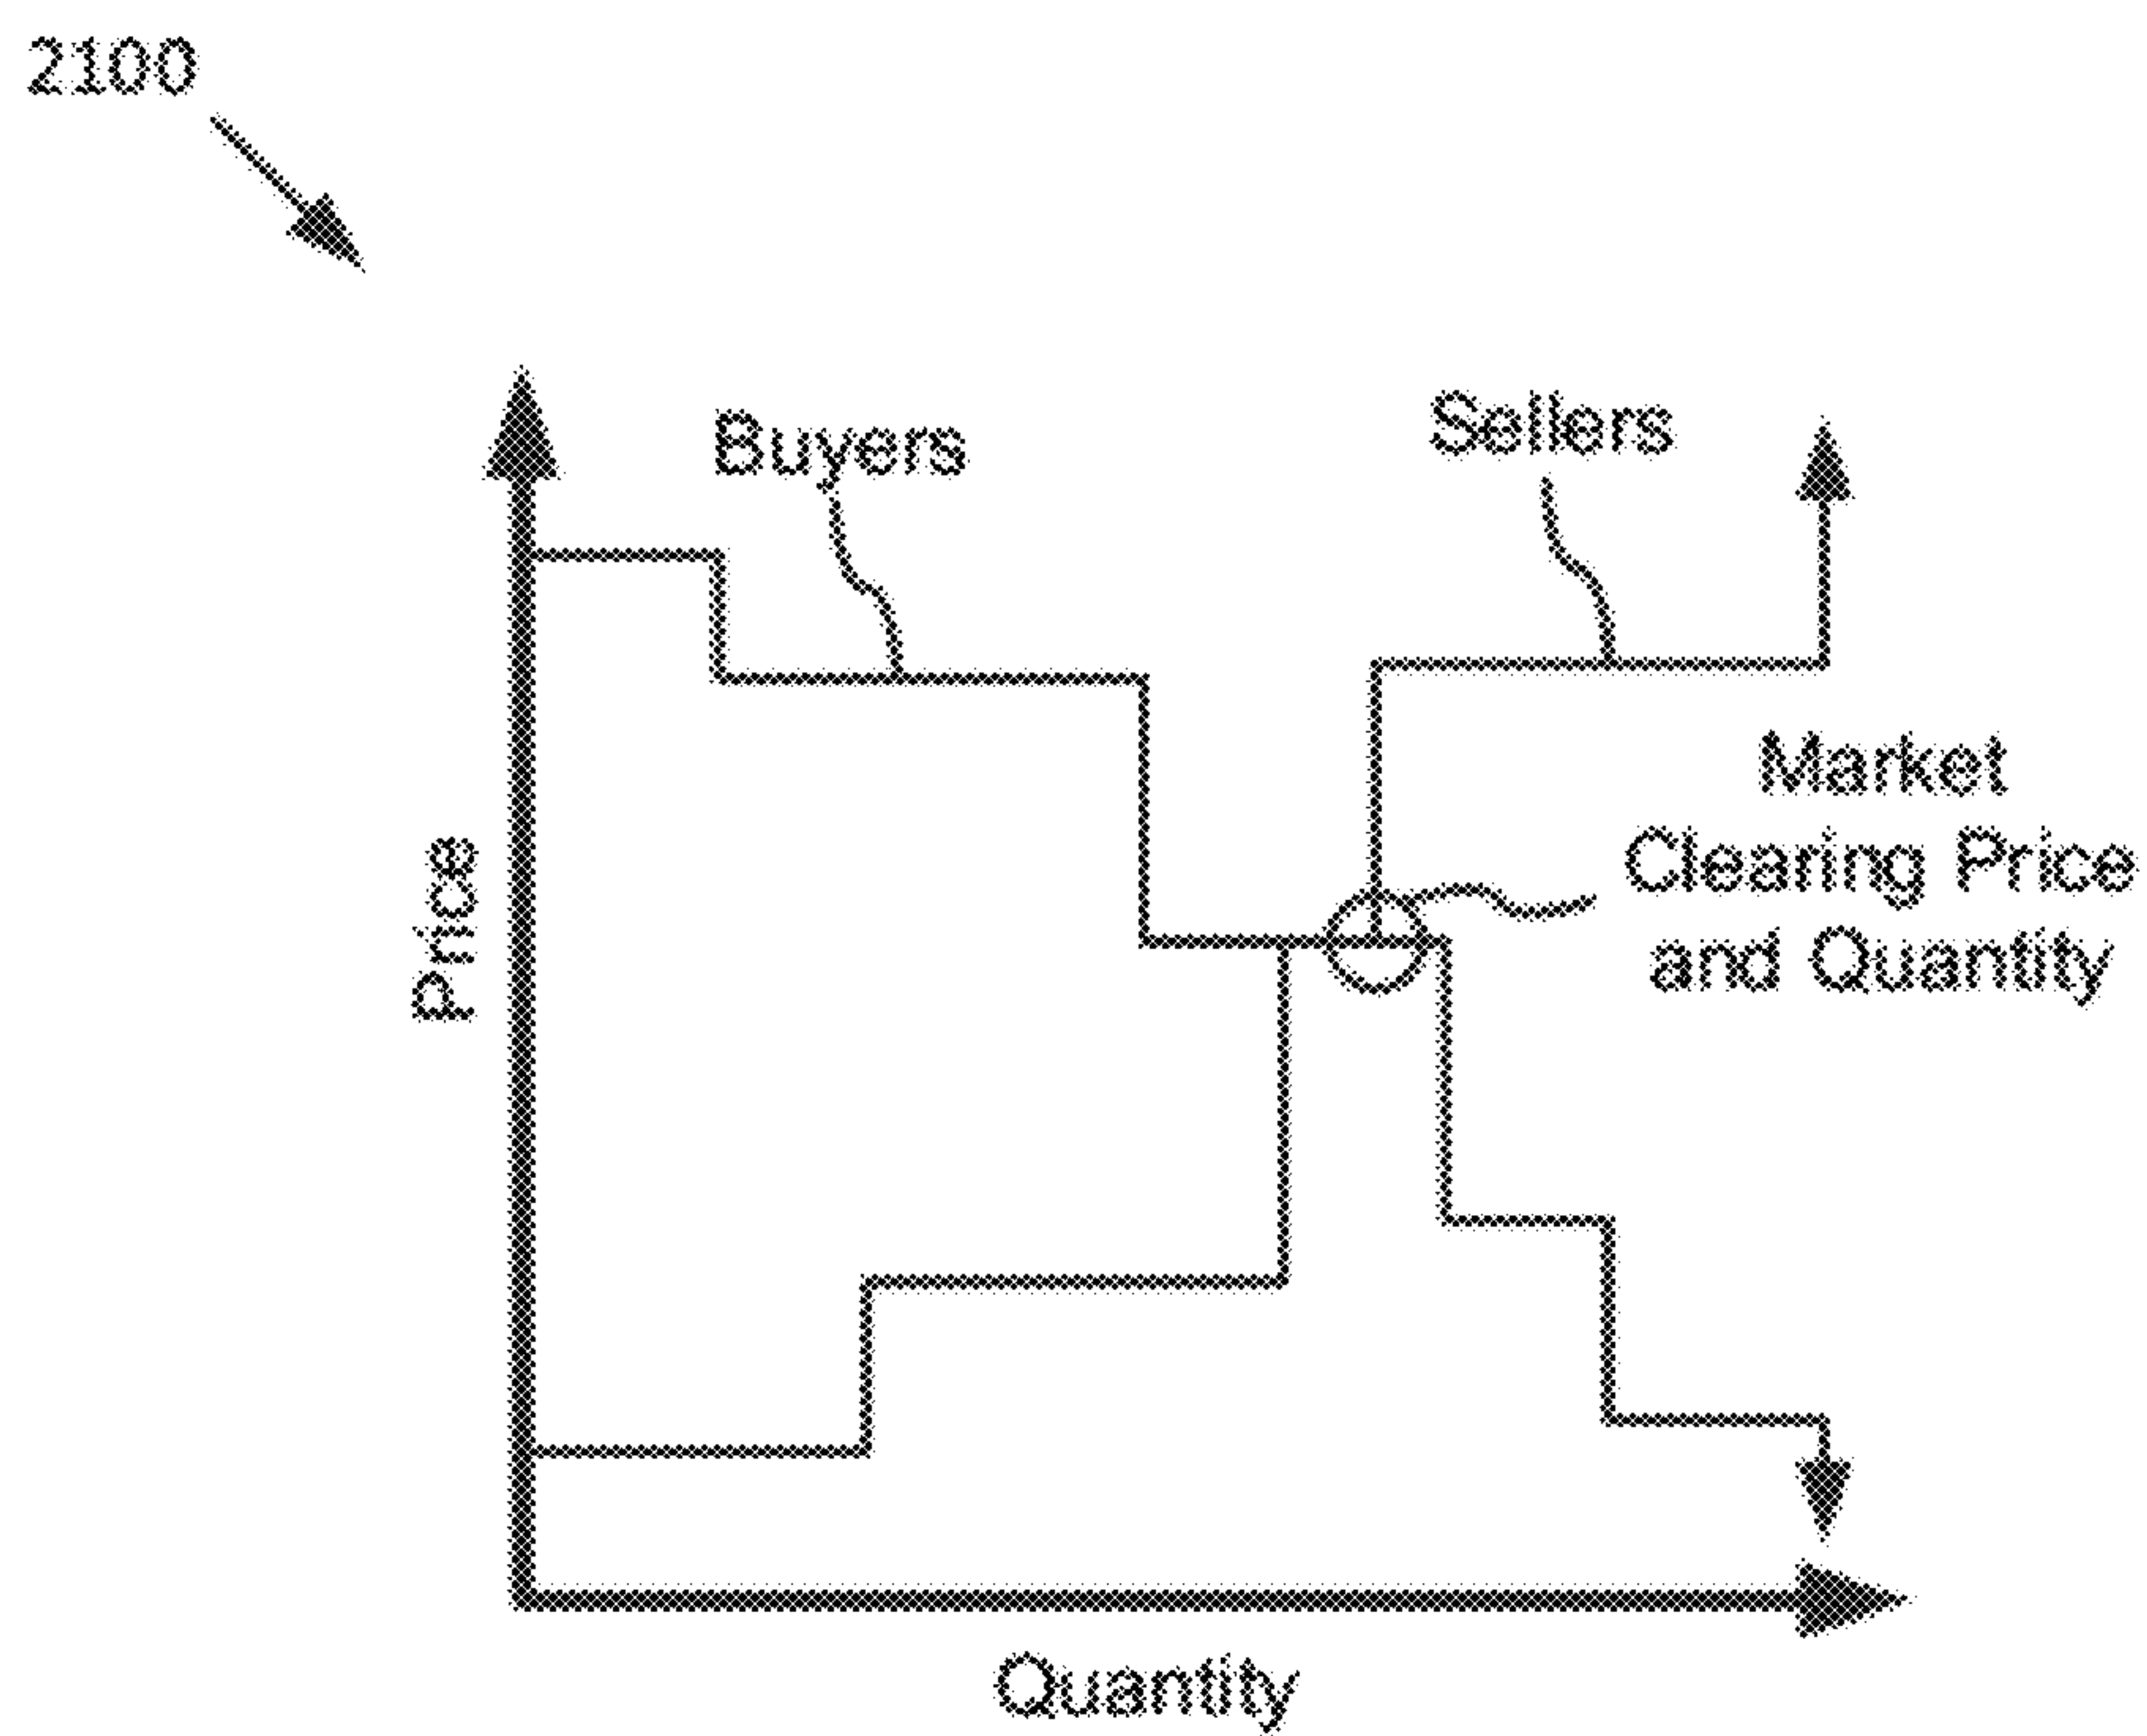 2100
Buyers
Sellers
Market
Clearing Price
and Quantity
Price
Quantity